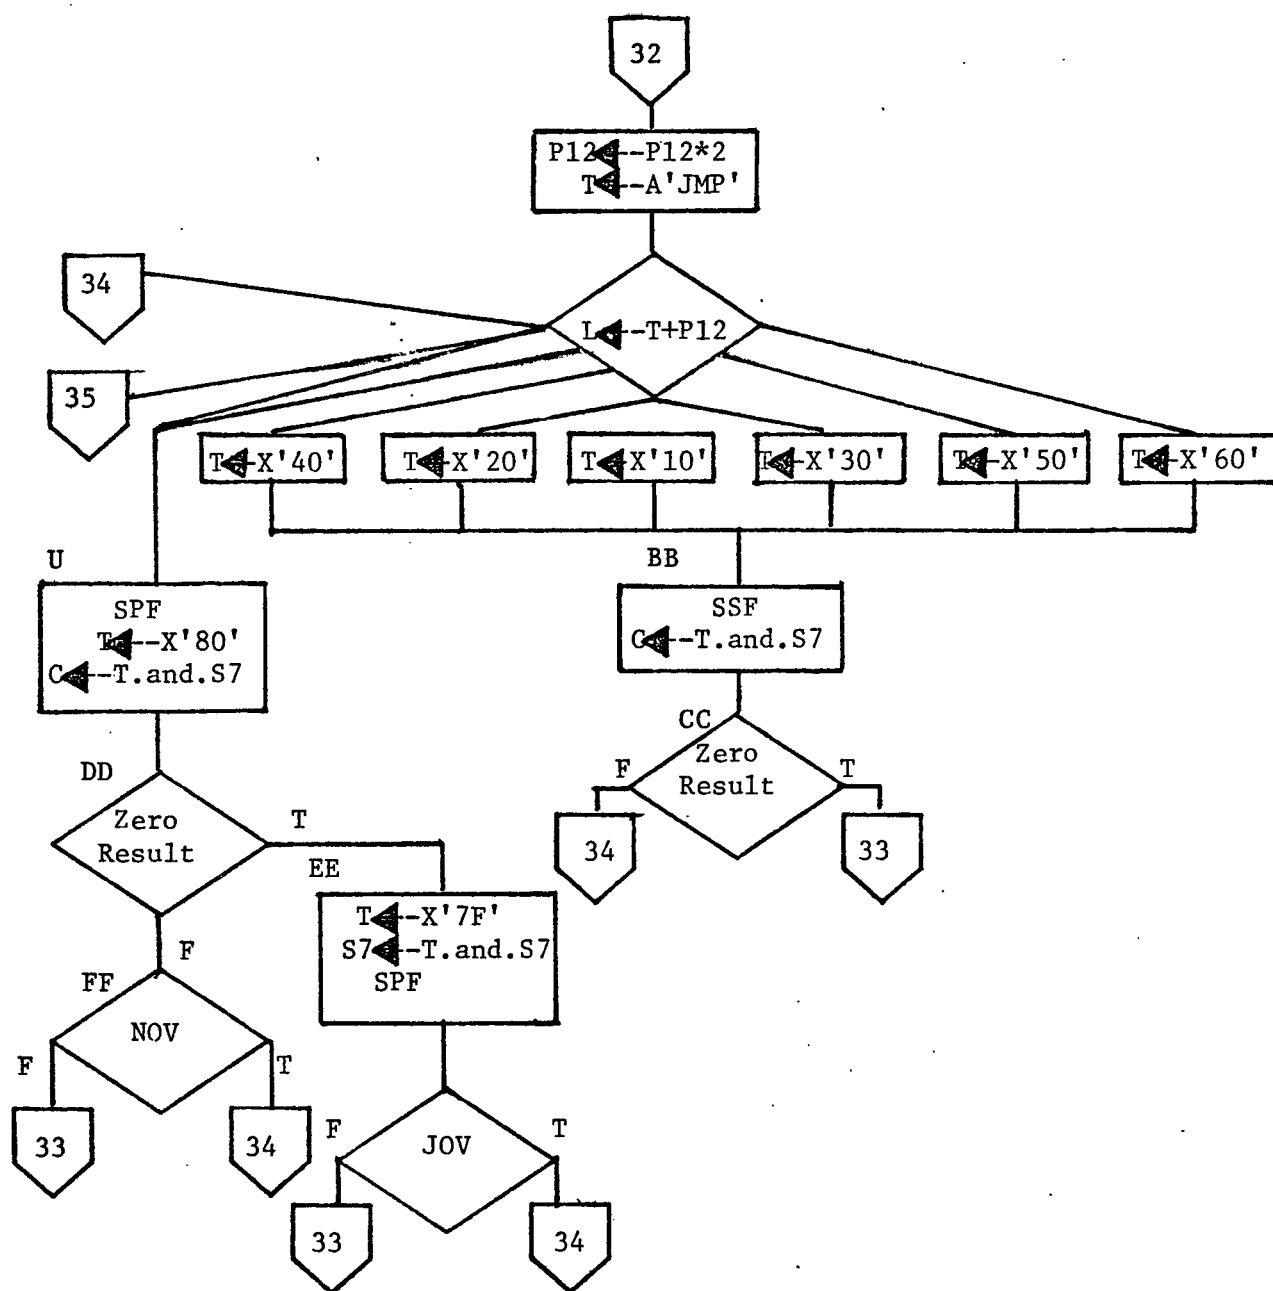 32
P12◄--P12*2
T◄--A'JMP'
34
L◄--T+P12
35
T◄-X'40'
T◄-X'20'
T◄-X'10'
T◄-X'30'
T◄-X'50'
T◄-X'60'
U
BB
SPF
T◄--X'80'
C◄--T.and.S7
SSF
C◄--T.and.S7
CC
Zero
Result
F
T
DD
Zero
Result
T
34
33
EE
T◄--X'7F'
S7◄--T.and.S7
SPF
F
FF
NOV
F
T
33
34
F
JOV
T
33
34